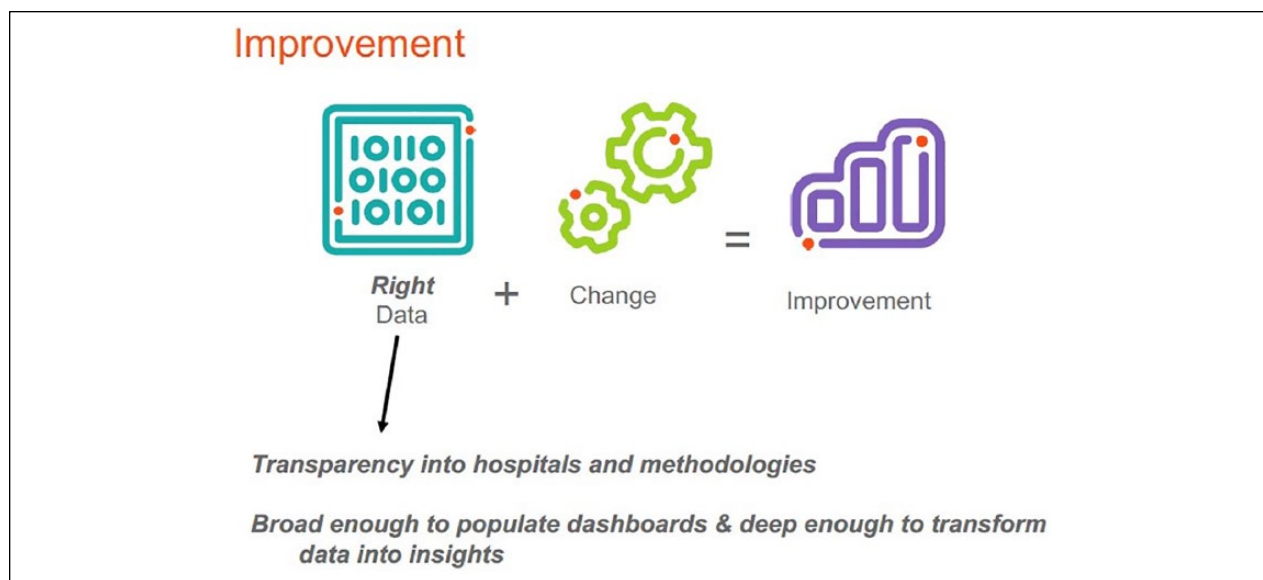 Improvement
10110
0100
10101
=
Right
Data
+
Change
Improvement
Transparency into hospitals and methodologies
Broad enough to populate dashboards & deep enough to transform
data into insights